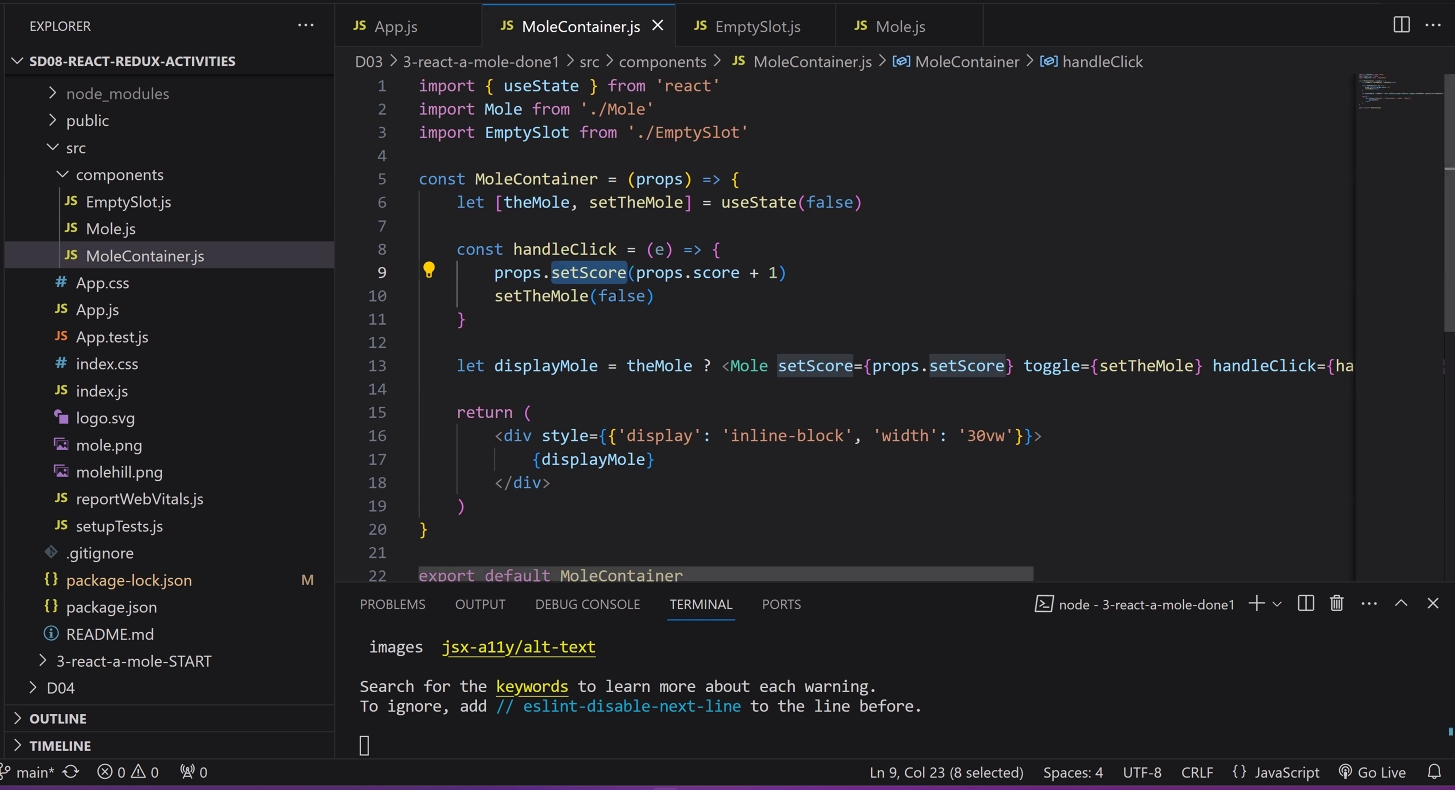 EXPLORER ···
SD08-REACT-REDUX-ACTIVITIES
node_modules
public
src
components
JS EmptySlot.js
JS Mole.js
JS MoleContainer.js
# App.css
JS App.js
JS App.test.js
# index.css
JS index.js
logo.svg
mole.png
molehill.png
JS reportWebVitals.js
JS setupTests.js
.gitignore
{} package-lock.json M
{} package.json
README.md
3-react-a-mole-START
D04
OUTLINE
TIMELINE
JS App.js JS MoleContainer.js JS EmptySlot.js JS Mole.js ···
D03 > 3-react-a-mole-done1 > src > components > JS MoleContainer.js > MoleContainer > handleClick
1 import { useState } from 'react'
2 import Mole from './Mole'
3 import EmptySlot from './EmptySlot'
4
5 const MoleContainer = (props) => {
6 let [theMole, setTheMole] = useState(false)
7
8 const handleClick = (e) => {
9 props.setScore(props.score + 1)
10 setTheMole(false)
11 }
12
13 let displayMole = theMole ? <Mole setScore={props.setScore} toggle={setTheMole} handleClick={ha
14
15 return (
16 <div style={{'display': 'inline-block', 'width': '30vw'}}>
17 {displayMole}
18 </div>
19 )
20 }
21
22 export default MoleContainer
PROBLEMS OUTPUT DEBUG CONSOLE TERMINAL PORTS node - 3-react-a-mole-done1 ···
images jsx-a11y/alt-text
Search for the keywords to learn more about each warning.
To ignore, add // eslint-disable-next-line to the line before.
main* 0 0 0 Ln 9, Col 23 (8 selected) Spaces: 4 UTF-8 CRLF {} JavaScript Go Live